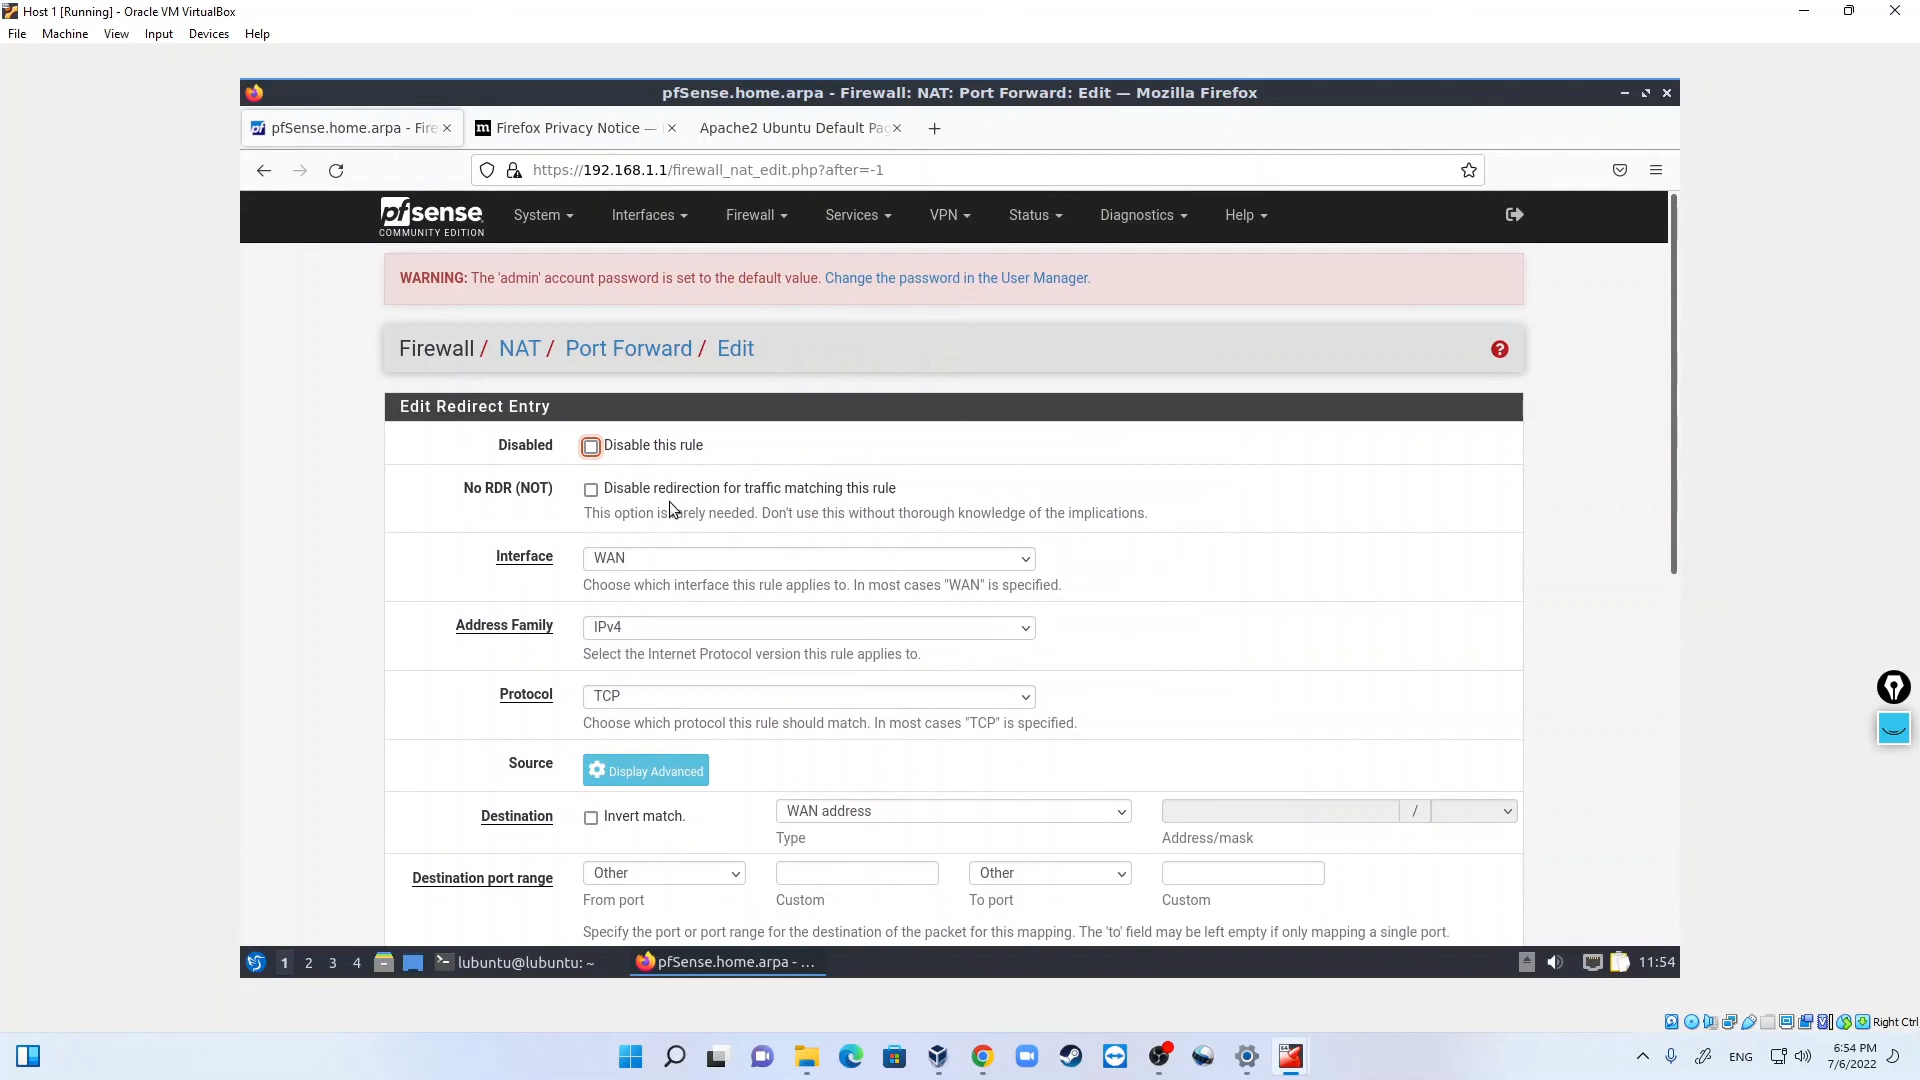 Host 1 [Running] - Oracle VM VirtualBox
File Machine View Input Devices Help
pfSense.home.arpa - Firewall: NAT: Port Forward: Edit — Mozilla Firefox
pfSense.home.arpa - Fire
Firefox Privacy Notice —
Apache2 Ubuntu Default Pag
https://192.168.1.1/firewall_nat_edit.php?after=-1
pfsense
COMMUNITY EDITION
System Interfaces Firewall Services VPN Status Diagnostics Help
WARNING: The 'admin' account password is set to the default value. Change the password in the User Manager.
Firewall / NAT / Port Forward / Edit
Edit Redirect Entry
Disabled Disable this rule
No RDR (NOT) Disable redirection for traffic matching this rule
This option is rarely needed. Don't use this without thorough knowledge of the implications.
Interface WAN
Choose which interface this rule applies to. In most cases "WAN" is specified.
Address Family IPv4
Select the Internet Protocol version this rule applies to.
Protocol TCP
Choose which protocol this rule should match. In most cases "TCP" is specified.
Source Display Advanced
Destination Invert match. WAN address /
Type Address/mask
Destination port range Other Other
From port Custom To port Custom
Specify the port or port range for the destination of the packet for this mapping. The 'to' field may be left empty if only mapping a single port.
1 2 3 4 lubuntu@lubuntu: ~ pfSense.home.arpa - ... 11:54
Right Ctrl
ENG 6:54 PM
7/6/2022